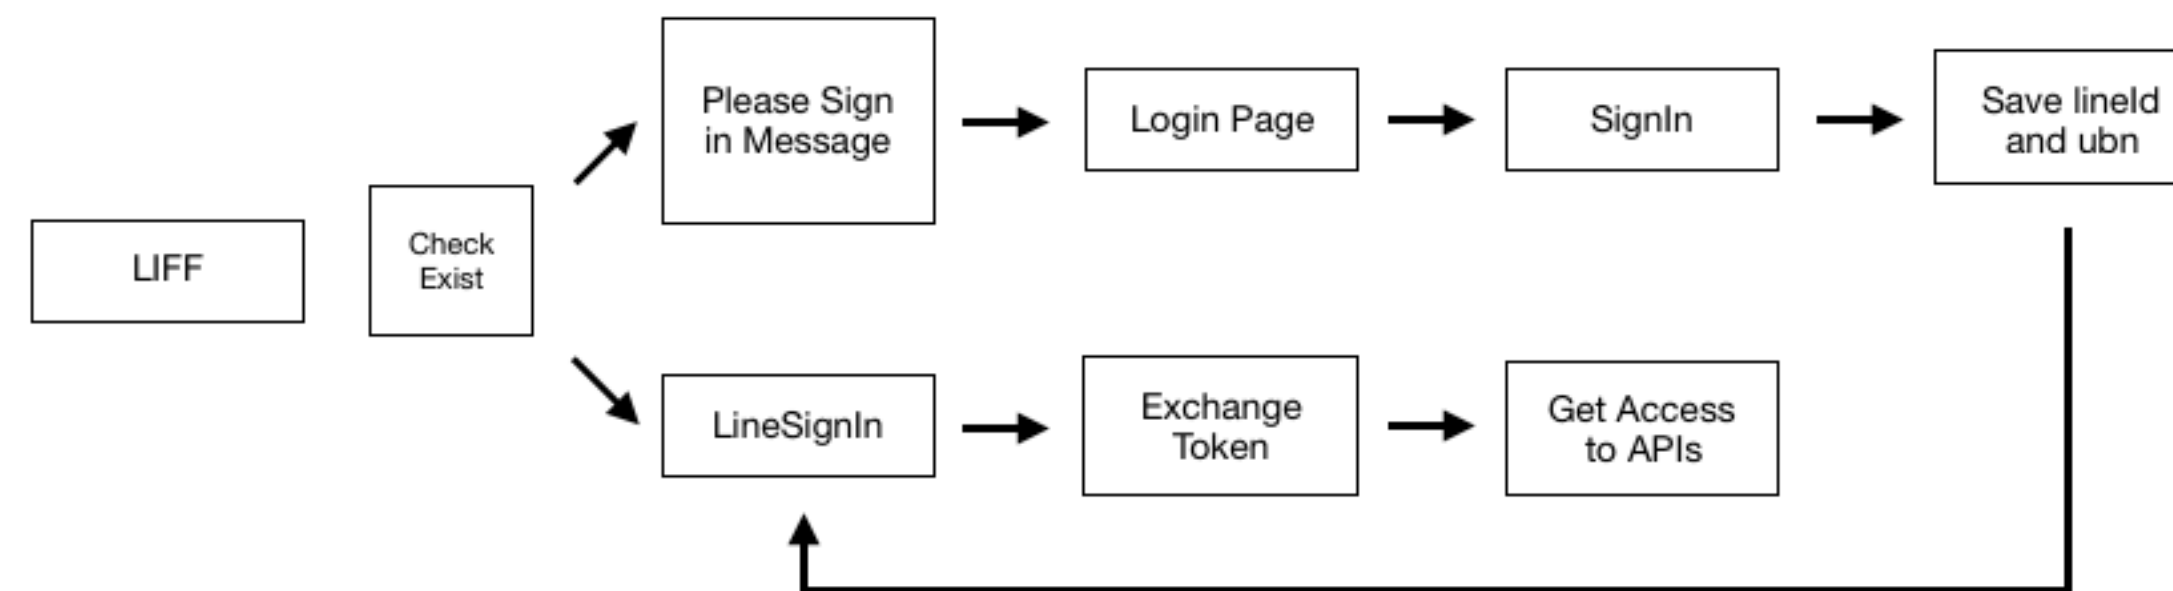 LIFF
Check
Exist
Please Sign
in Message
Login Page
SignIn
Save lineId
and ubn
LineSignIn
Exchange
Token
Get Access
to APIs